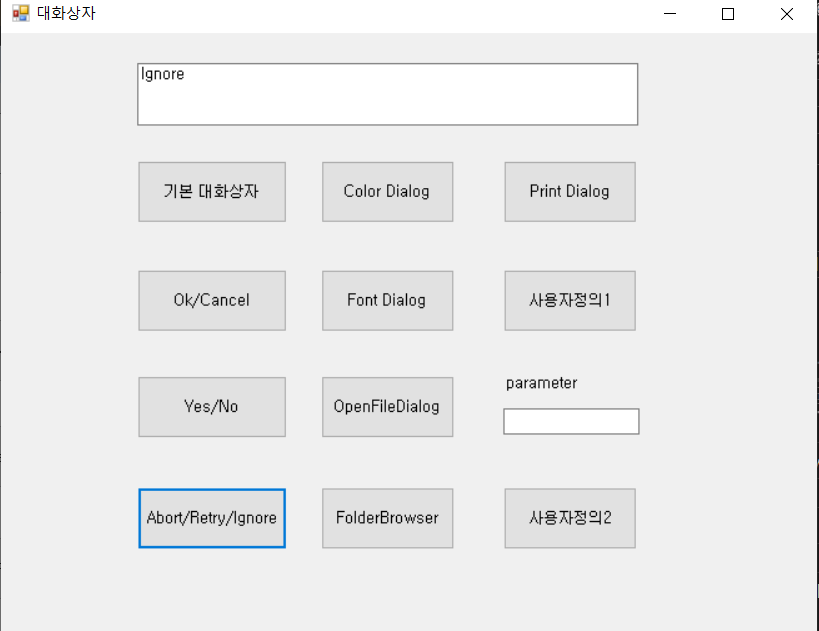 대화상자
Ignore
기본 대화상자
Color Dialog
Print Dialog
Ok/Cancel
Font Dialog
사용자정의1
Yes/No
OpenFileDialog
parameter
Abort/Retry/Ignore
FolderBrowser
사용자정의2